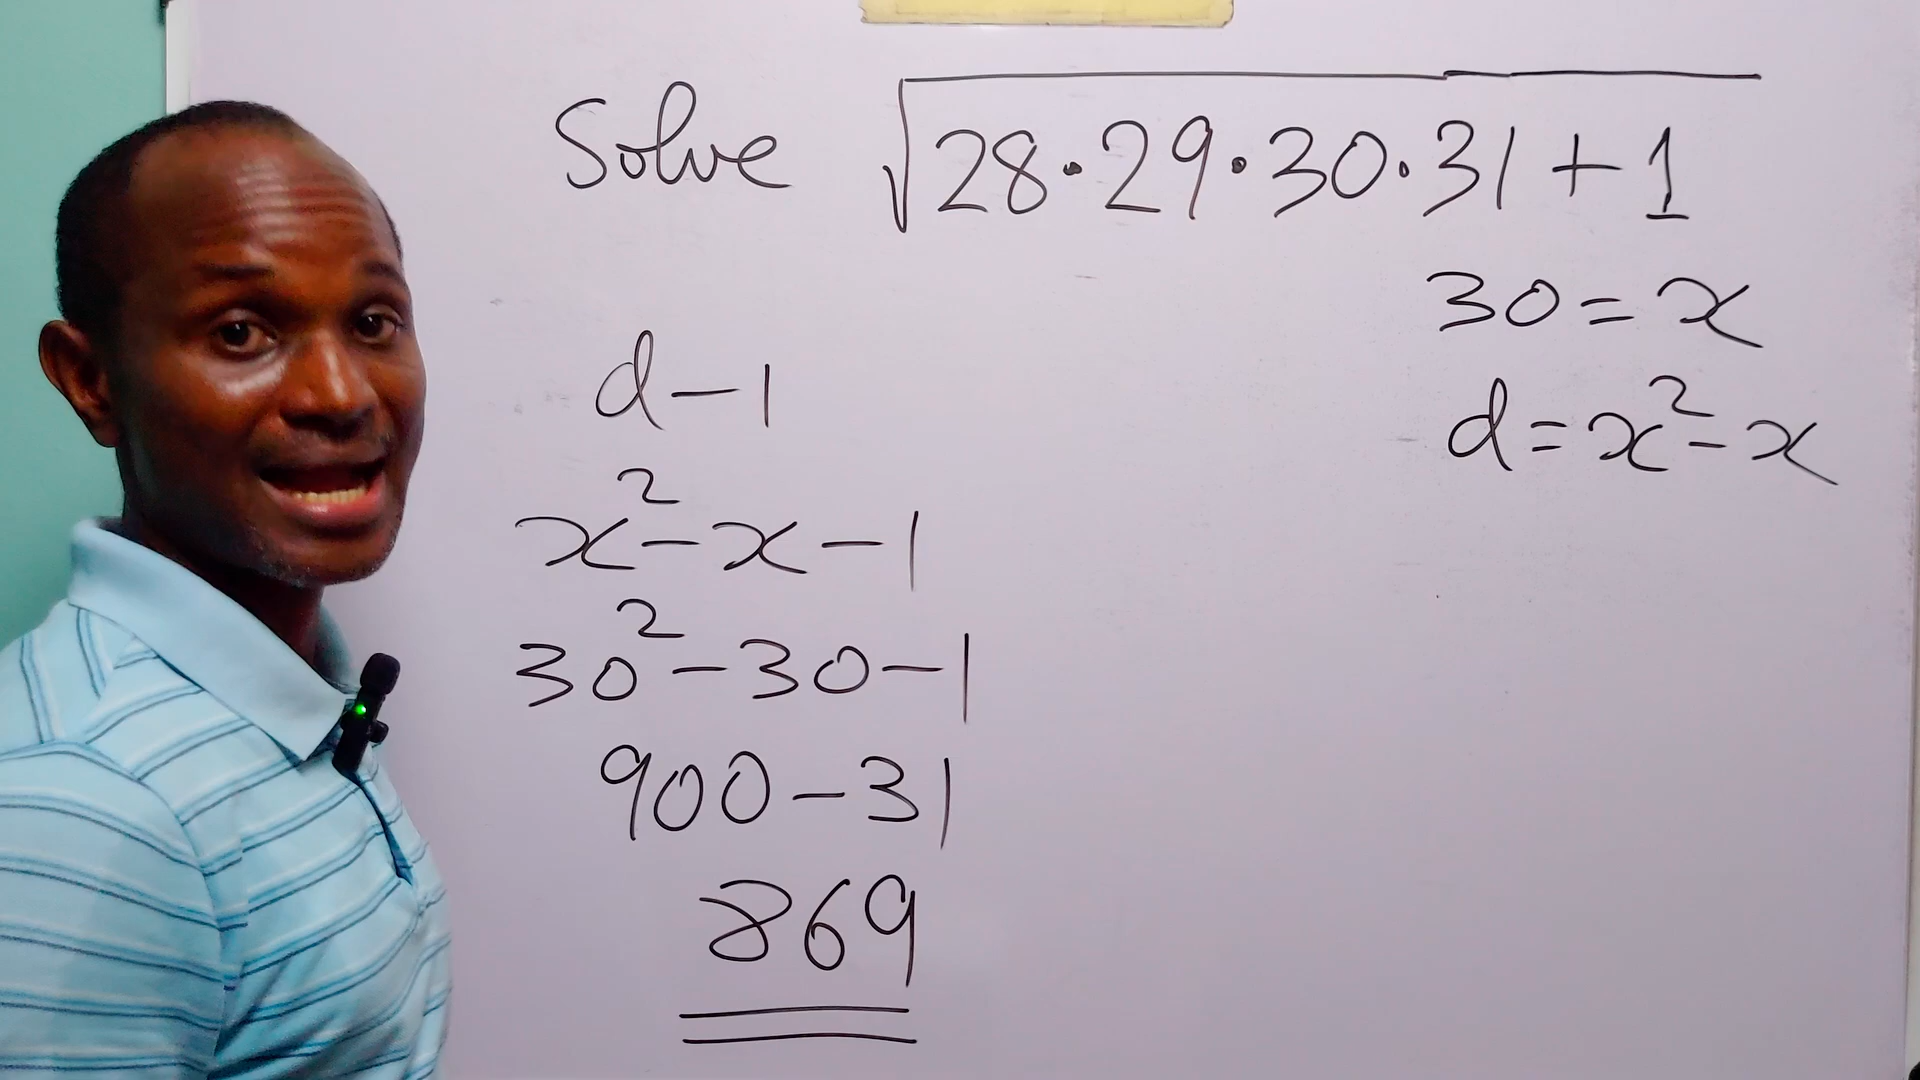 Solve √28·29·30·31+1
30=x
d=x²-x
d-1
x²-x-1
30²-30-1
900-31
869